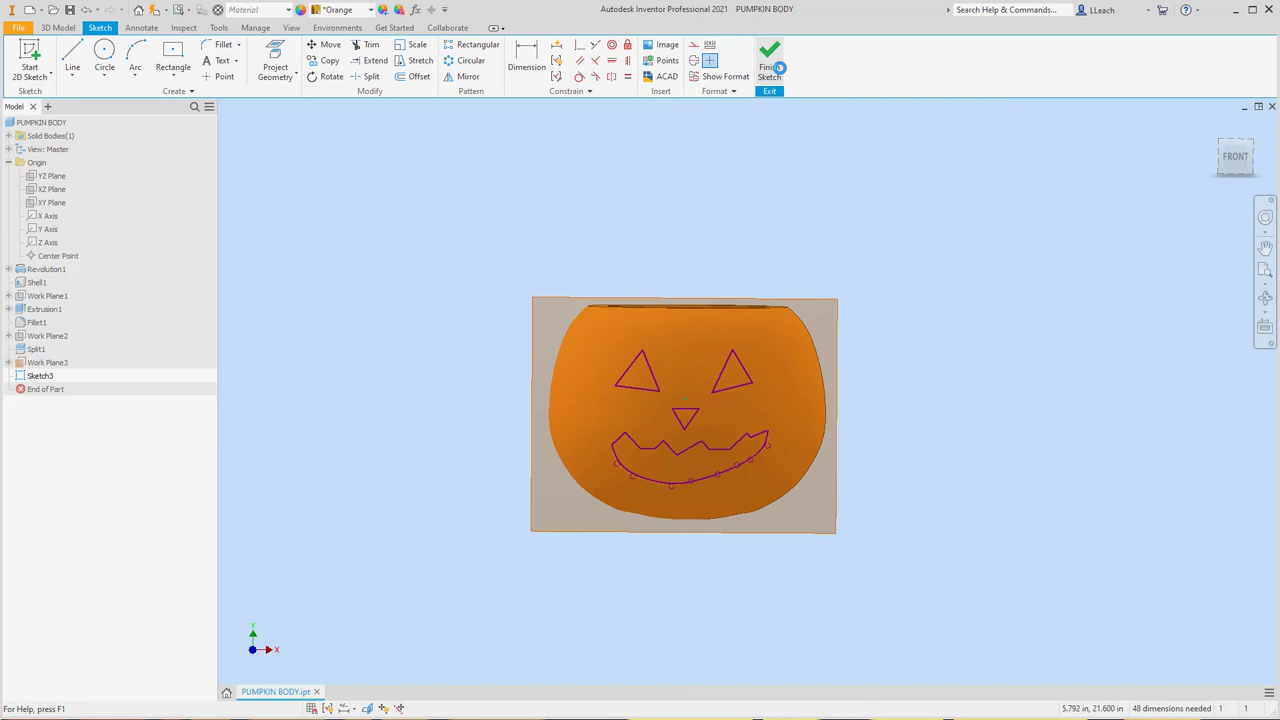 Material
*Orange
Autodesk Inventor Professional 2021 PUMPKIN BODY
Search Help & Commands...
LLeach
File 3D Model Sketch Annotate Inspect Tools Manage View Environments Get Started Collaborate
Start
2D Sketch
Line
Circle
Arc
Rectangle
Fillet
Text
Point
Project
Geometry
Move Trim Scale
Copy Extend Stretch
Rotate Split Offset
Rectangular
Circular
Mirror
Dimension
Image
Points
ACAD
Show Format
Sketch
Sketch Create Modify Pattern Constrain Insert Format Exit
Model
PUMPKIN BODY
Solid Bodies(1)
View: Master
Origin
YZ Plane
XZ Plane
XY Plane
X Axis
Y Axis
Z Axis
Center Point
Revolution1
Shell1
Work Plane1
Extrusion1
Fillet1
Work Plane2
Split1
Work Plane3
Sketch3
End of Part
FRONT
Y
X
PUMPKIN BODY.ipt
For Help, press F1
5.792 in, 21.600 in 48 dimensions needed 1 1